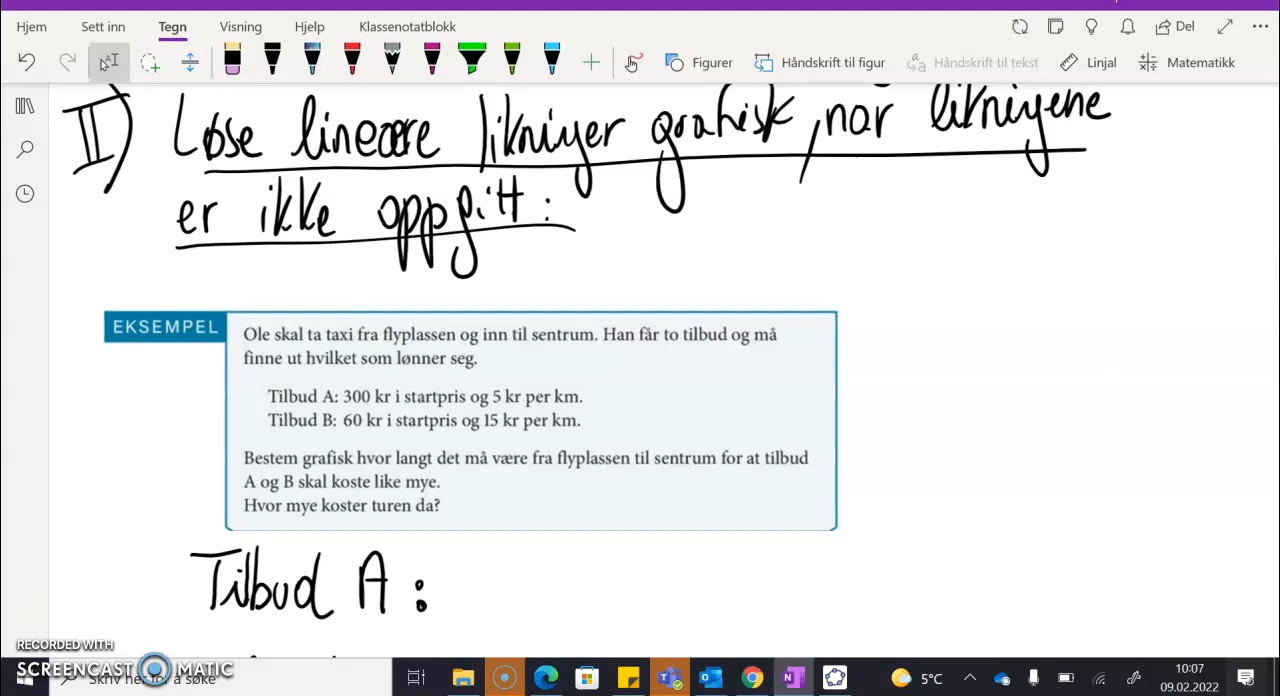 Hjem Sett inn Tegn Visning Hjelp Klassenotatblokk Del
Figurer Håndskrift til figur Håndskrift til tekst Linjal Matematikk
II) Løse lineære likninger grafisk, når likningene
er ikke oppgitt:
EKSEMPEL
Ole skal ta taxi fra flyplassen og inn til sentrum. Han får to tilbud og må
finne ut hvilket som lønner seg.
Tilbud A: 300 kr i startpris og 5 kr per km.
Tilbud B: 60 kr i startpris og 15 kr per km.
Bestem grafisk hvor langt det må være fra flyplassen til sentrum for at tilbud
A og B skal koste like mye.
Hvor mye koster turen da?
Tilbud A :
RECORDED WITH
SCREENCAST MATIC
Skriv her for å søke
5°C
10:07
09.02.2022